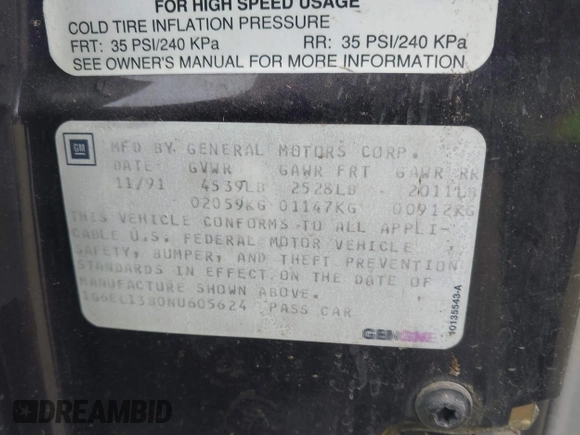 FOR HIGH SPEED USAGE
COLD TIRE INFLATION PRESSURE
FRT: 35 PSI/240 KPa RR: 35 PSI/240 KPa
SEE OWNER'S MANUAL FOR MORE INFORMATION
GM
MFD BY GENERAL MOTORS CORP.
DATE GVWR GAWR FRT GAWR RR
11/91 4539LB 2528LB 2011LB
02059KG 01147KG 00912KG
THIS VEHICLE CONFORMS TO ALL APPLI-
CABLE U.S. FEDERAL MOTOR VEHICLE
SAFETY, BUMPER, AND THEFT PREVENTION
STANDARDS IN EFFECT ON THE DATE OF
MANUFACTURE SHOWN ABOVE.
1G6EL1330NU605624 PASS CAR
10135543-A
DREAMBID